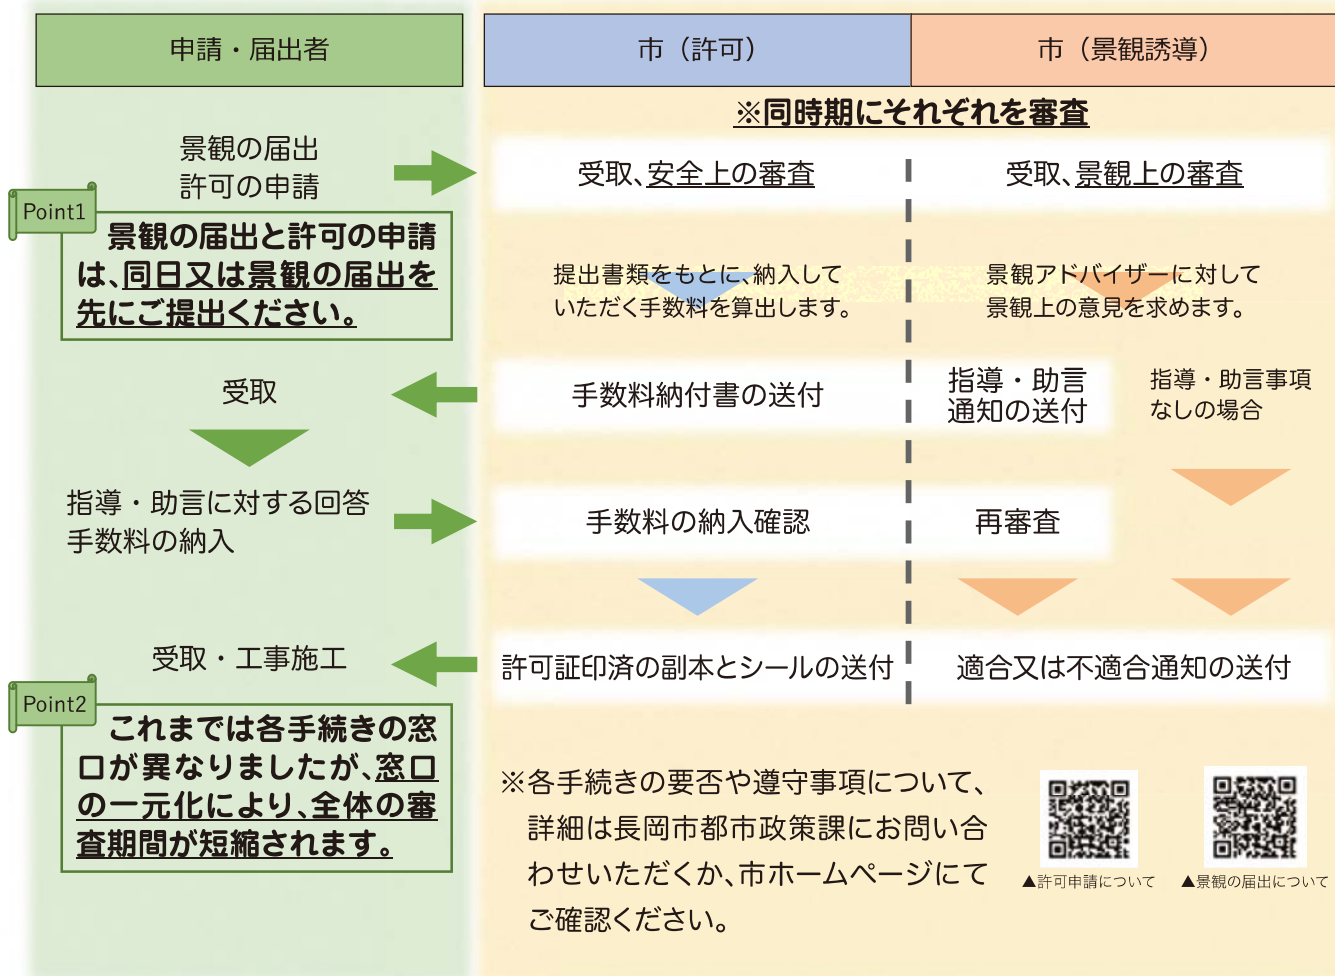 申請・届出者
市（許可）
市（景観誘導）
※同時期にそれぞれを審査
景観の届出
許可の申請
受取、安全上の審査
受取、景観上の審査
Point1
景観の届出と許可の申請
は、同日又は景観の届出を
先にご提出ください。
提出書類をもとに、納入して
いただく手数料を算出します。
景観アドバイザーに対して
景観上の意見を求めます。
受取
手数料納付書の送付
指導・助言
通知の送付
指導・助言事項
なしの場合
指導・助言に対する回答
手数料の納入
手数料の納入確認
再審査
受取・工事施工
許可証印済の副本とシールの送付
適合又は不適合通知の送付
Point2
これまでは各手続きの窓
口が異なりましたが、窓口
の一元化により、全体の審
査期間が短縮されます。
※各手続きの要否や遵守事項について、
詳細は長岡市都市政策課にお問い合
わせいただくか、市ホームページにて
ご確認ください。
▲許可申請について
▲景観の届出について